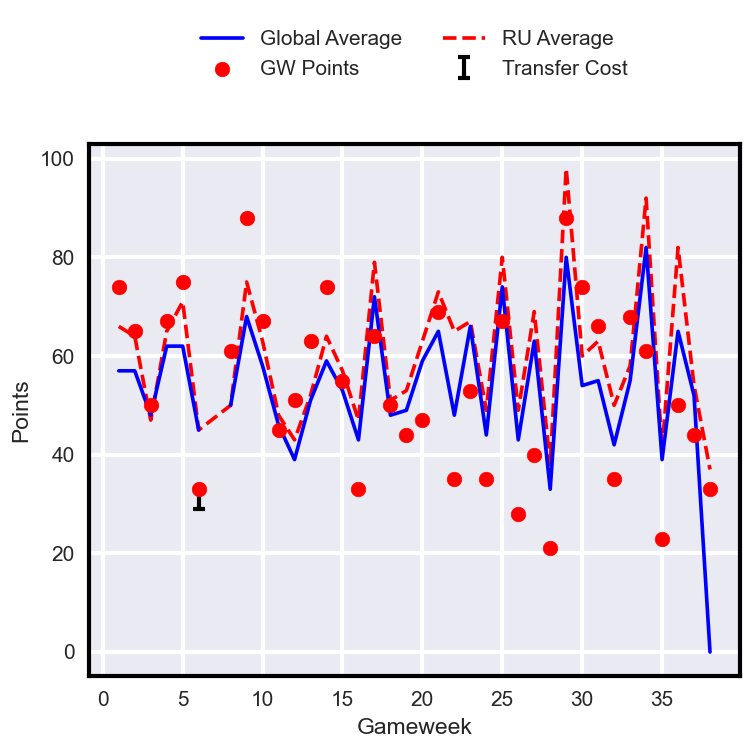 Global Average
RU Average
GW Points
Transfer Cost
100
80
60
40
20
0
Points
0 5 10 15 20 25 30 35
Gameweek